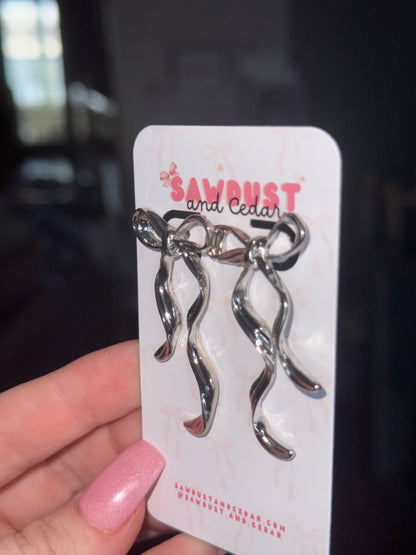 SAWDUST
and Cedar
SAWDUSTANDCEDAR.COM
@SAWDUST.AND.CEDAR